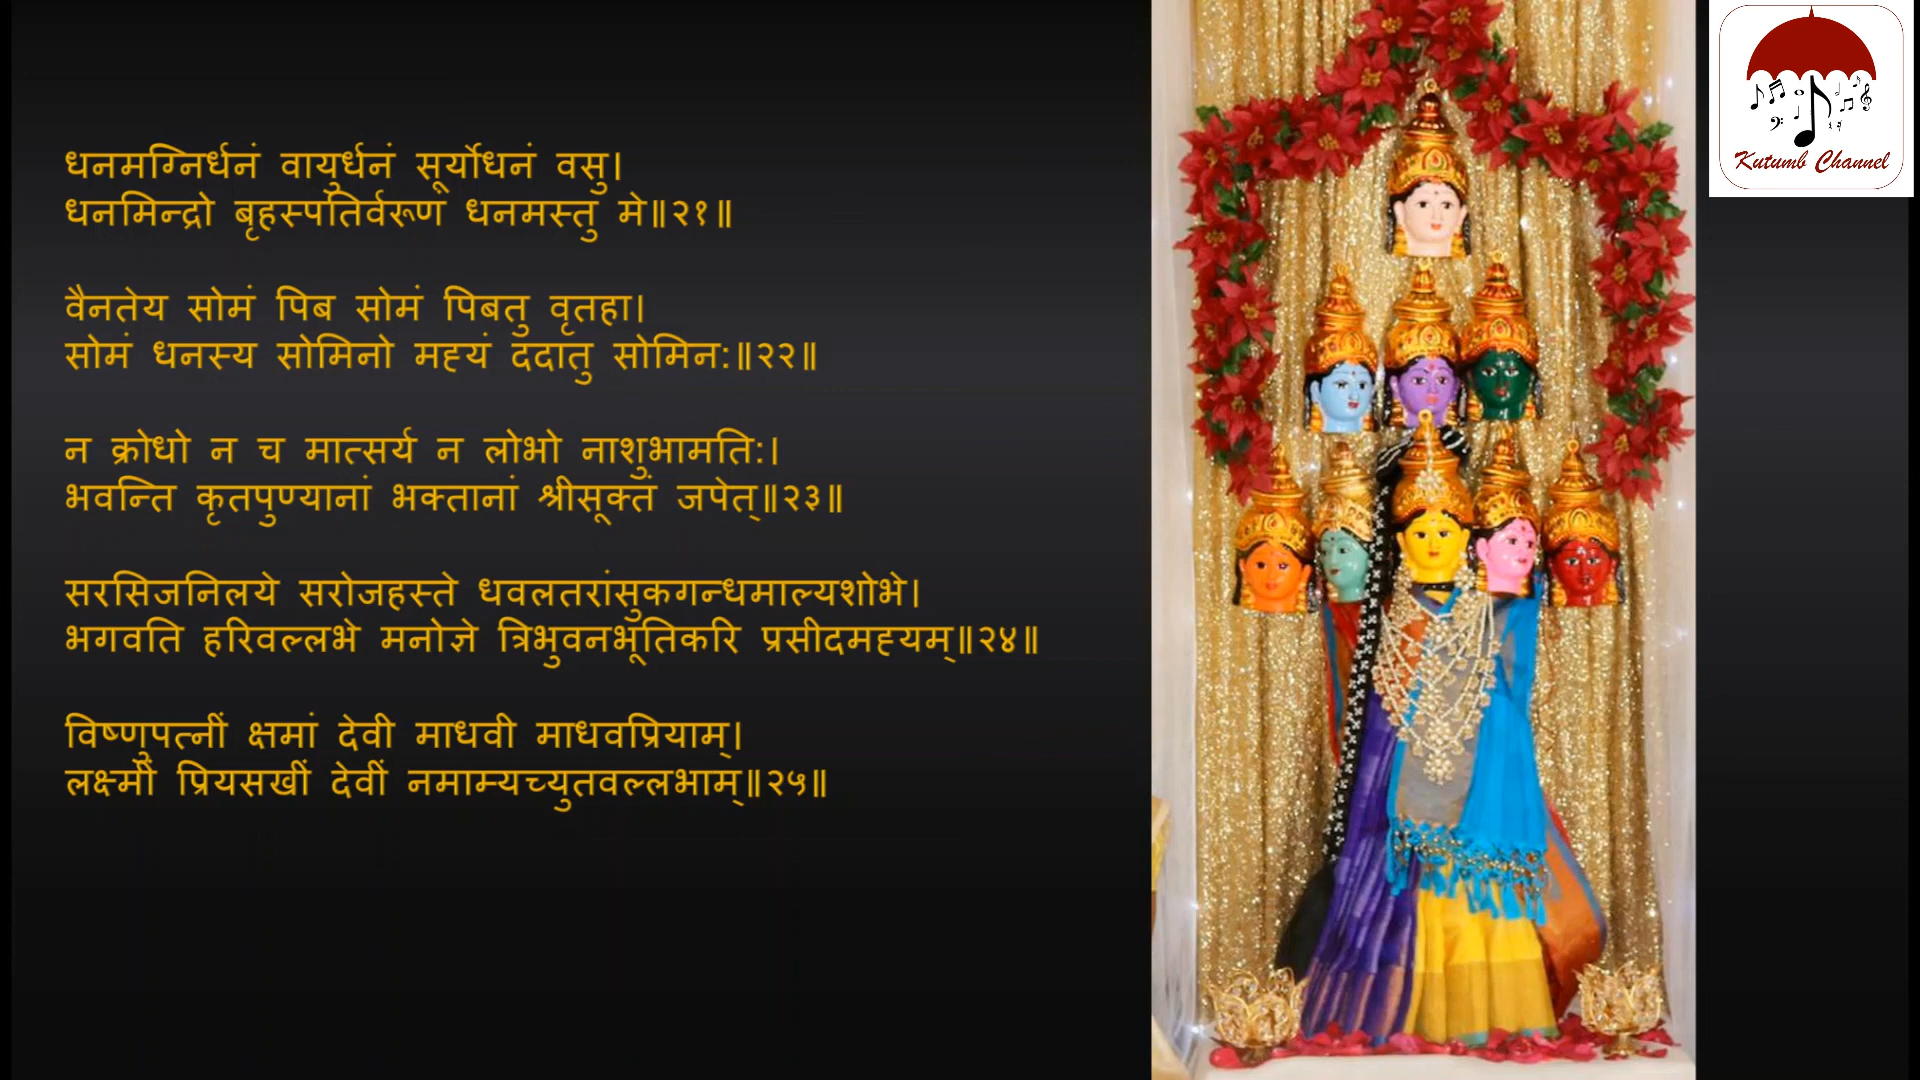 धनमग्निर्धनं वायुर्धनं सूर्योधनं वसु।
धनमिन्द्रो बृहस्पतिर्वरूणं धनमस्तु मे॥२१॥
वैनतेय सोमं पिब सोमं पिबतु वृतहा।
सोमं धनस्य सोमिनो मह्यं ददातु सोमिन:॥२२॥
न क्रोधो न च मात्सर्य न लोभो नाशुभामति:।
भवन्ति कृतपुण्यानां भक्तानां श्रीसूक्तं जपेत्॥२३॥
सरसिजनिलये सरोजहस्ते धवलतरांसुकगन्धमाल्यशोभे।
भगवति हरिवल्लभे मनोज्ञे त्रिभुवनभूतिकरि प्रसीदमह्यम्॥२४॥
विष्णुपत्नीं क्षमां देवी माधवी माधवप्रियाम्।
लक्ष्मीं प्रियसखीं देवीं नमाम्यच्युतवल्लभाम्॥२५॥
Kutumb Channel